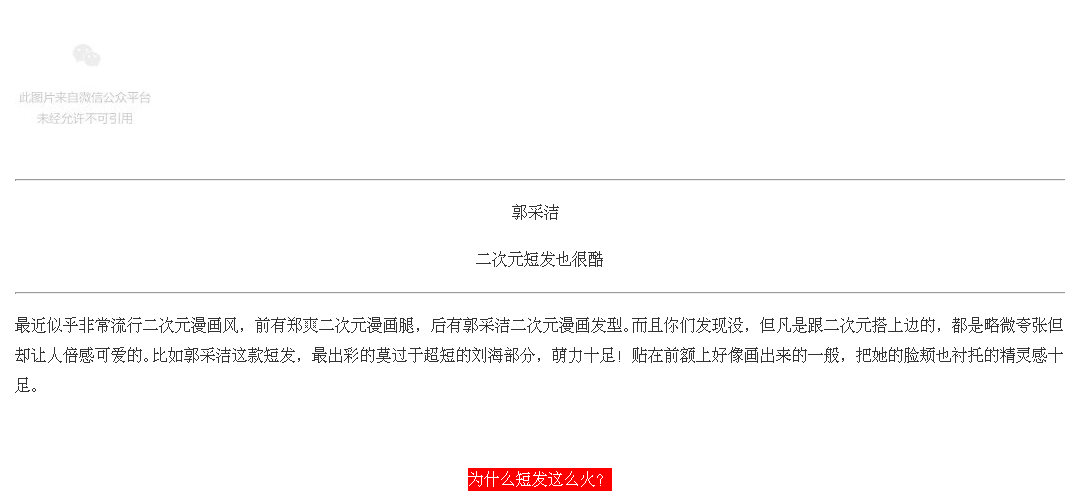 此图片来自微信公众平台
未经允许不可引用
郭采洁
二次元短发也很酷
最近似乎非常流行二次元漫画风，前有郑爽二次元漫画腿，后有郭采洁二次元漫画发型。而且你们发现没，但凡是跟二次元搭上边的，都是略微夸张但
却让人倍感可爱的。比如郭采洁这款短发，最出彩的莫过于超短的刘海部分，萌力十足！贴在前额上好像画出来的一般，把她的脸颊也衬托的精灵感十
足。
为什么短发这么火？